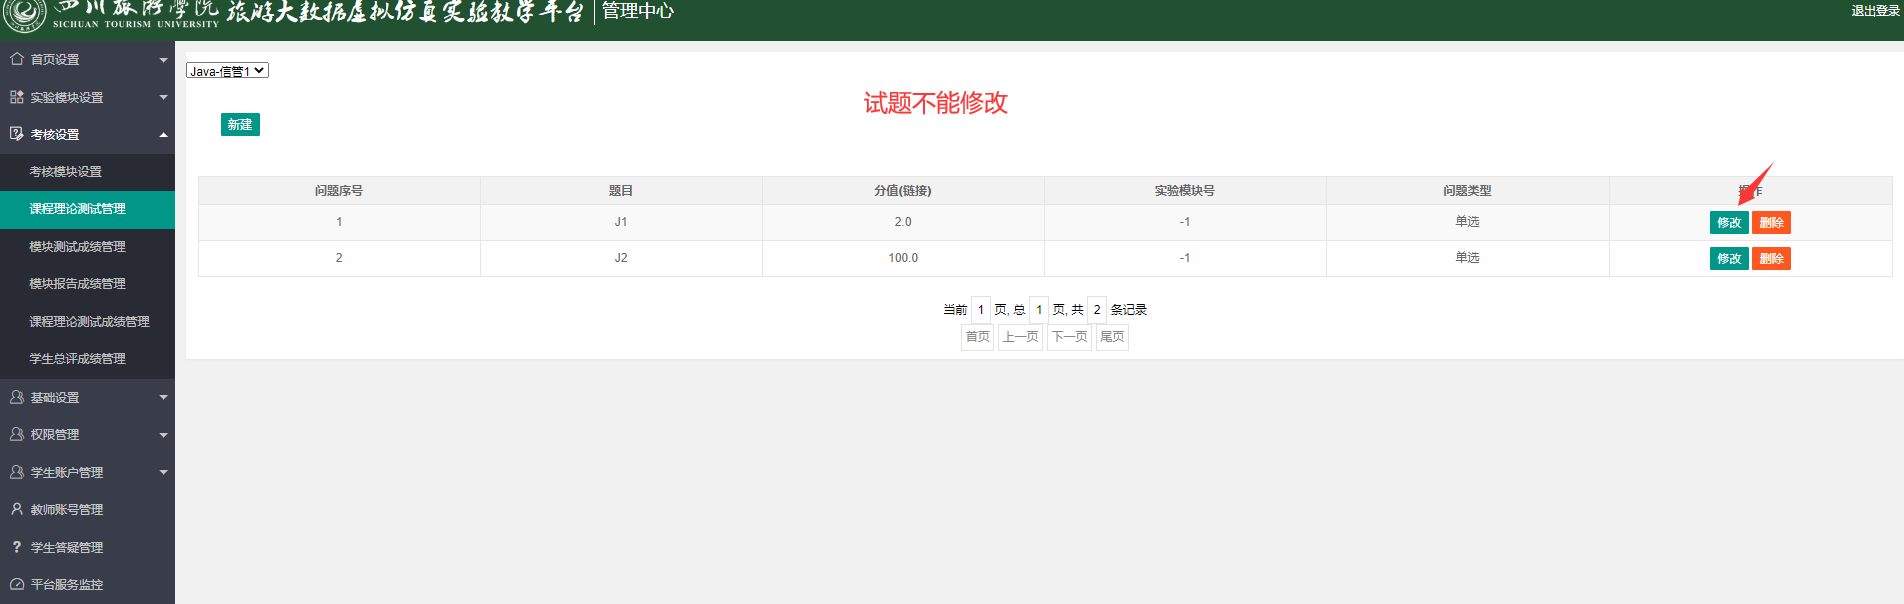 四川旅游學院 旅游大数据虚拟仿真实验教学平台 管理中心
SICHUAN TOURISM UNIVERSITY
退出登录
首页设置
实验模块设置
考核设置
考核模块设置
课程理论测试管理
模块测试成绩管理
模块报告成绩管理
课程理论测试成绩管理
学生总评成绩管理
基础设置
权限管理
学生账户管理
教师账号管理
学生答疑管理
平台服务监控
Java-信管1
试题不能修改
新建
问题序号 题目 分值(链接) 实验模块号 问题类型 操作
1 J1 2.0 -1 单选 修改 删除
2 J2 100.0 -1 单选 修改 删除
当前 1 页, 总 1 页, 共 2 条记录
首页 上一页 下一页 尾页